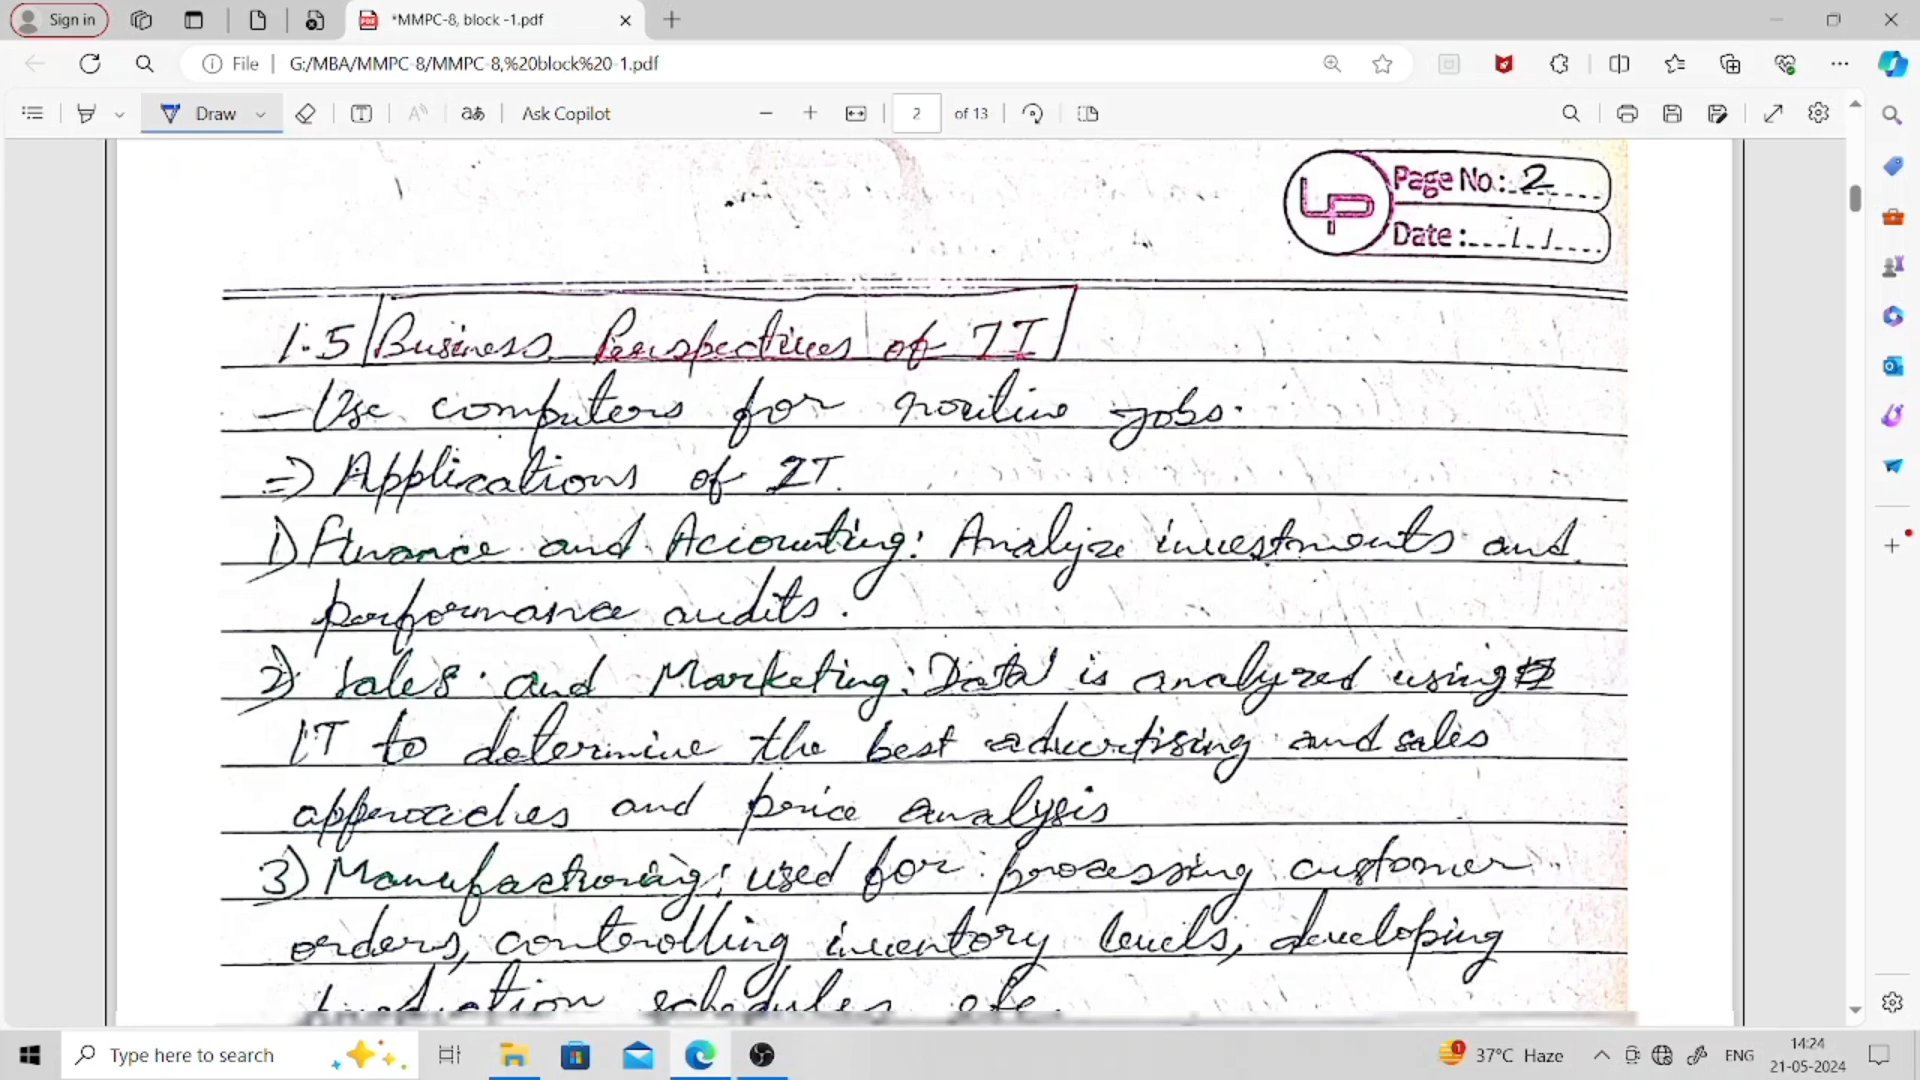 Sign in
*MMPC-8, block -1.pdf
File
G:/MBA/MMPC-8/MMPC-8,%20block%20-1.pdf
Draw
Ask Copilot
2 of 13
Page No.: 2
LP
Date:
1.5 Business Perspectives of IT
- Use computers for routine jobs.
=> Applications of IT.
1) Finance and Accounting: Analyze investments and
performance audits.
2) Sales and Marketing: Data is analyzed using
IT to determine the best advertising and sales
approaches and price analysis
3) Manufacturing: used for processing customer
orders, controlling inventory levels, developing
production schedules etc.
Type here to search
37°C Haze
ENG
14:24
21-05-2024